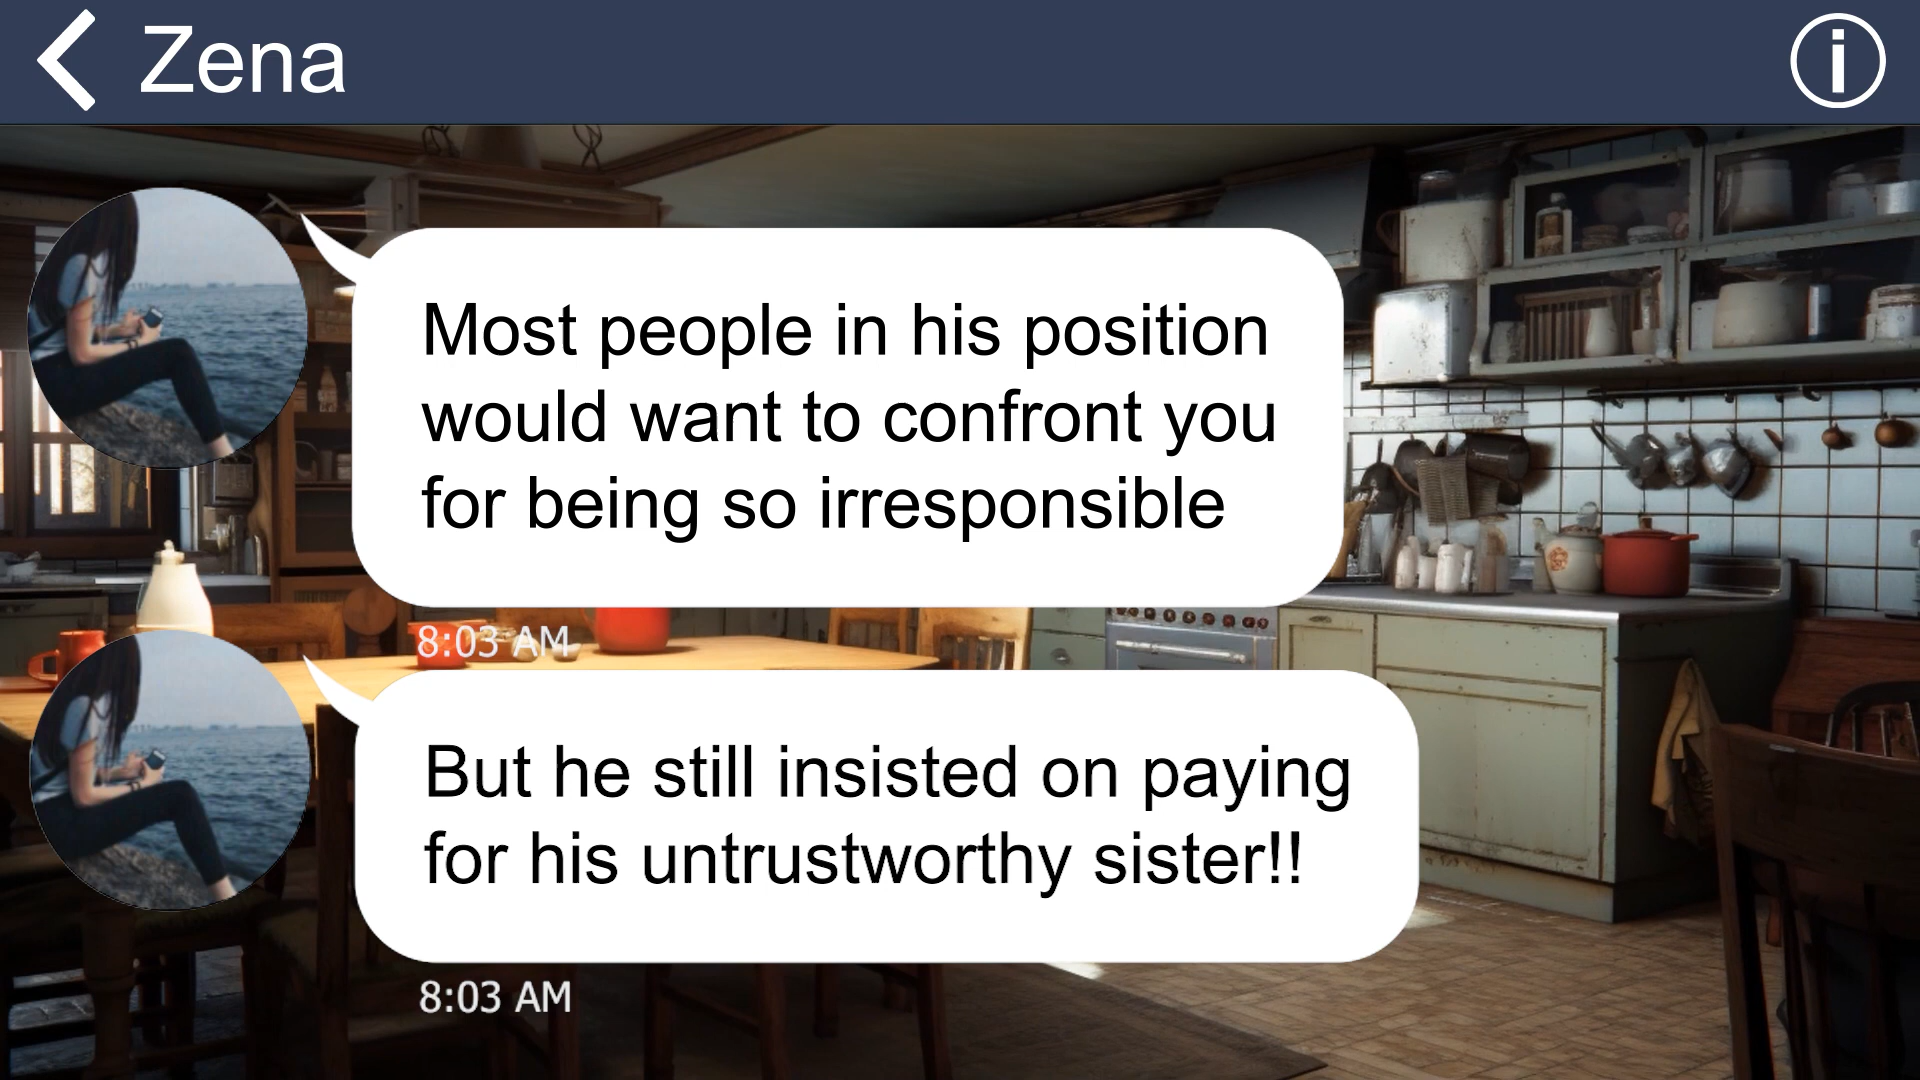 Zena
Most people in his position
would want to confront you
for being so irresponsible
8:03 AM
But he still insisted on paying
for his untrustworthy sister!!
8:03 AM